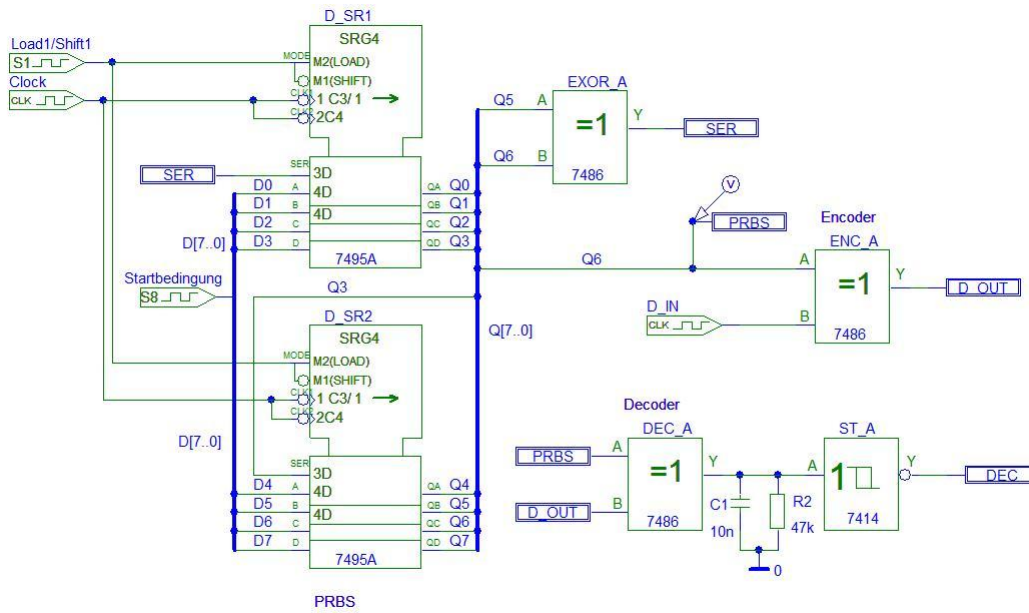 D_SR1
SRG4
Load1/Shift1
S1
MODE
M2(LOAD)
M1(SHIFT)
Clock
CLK
CLK1
1 C3/ 1
CLK2
2C4
SER
SER
3D
D0
A
4D
QA
Q0
D1
B
4D
QB
Q1
D2
C
QC
Q2
D3
D
QD
Q3
D[7..0]
7495A
Startbedingung
S8
Q3
EXOR_A
Q5
A
=1
Y
SER
Q6
B
7486
V
PRBS
Encoder
ENC_A
Q6
A
=1
Y
D_OUT
D_IN
CLK
B
7486
Q[7..0]
D_SR2
SRG4
MODE
M2(LOAD)
M1(SHIFT)
CLK1
1 C3/ 1
CLK2
2C4
D[7..0]
SER
3D
D4
A
4D
QA
Q4
D5
B
4D
QB
Q5
D6
C
QC
Q6
D7
D
QD
Q7
7495A
PRBS
Decoder
DEC_A
PRBS
A
=1
Y
D_OUT
B
7486
C1
10n
R2
47k
0
ST_A
A
1
Y
DEC
7414